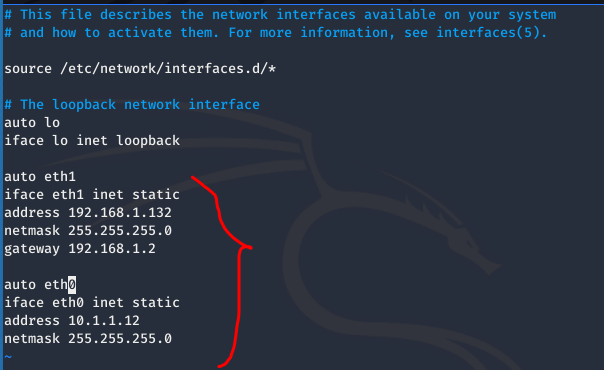 # This file describes the network interfaces available on your system
# and how to activate them. For more information, see interfaces(5).
source /etc/network/interfaces.d/*
# The loopback network interface
auto lo
iface lo inet loopback
auto eth1
iface eth1 inet static
address 192.168.1.132
netmask 255.255.255.0
gateway 192.168.1.2
auto eth0
iface eth0 inet static
address 10.1.1.12
netmask 255.255.255.0
~